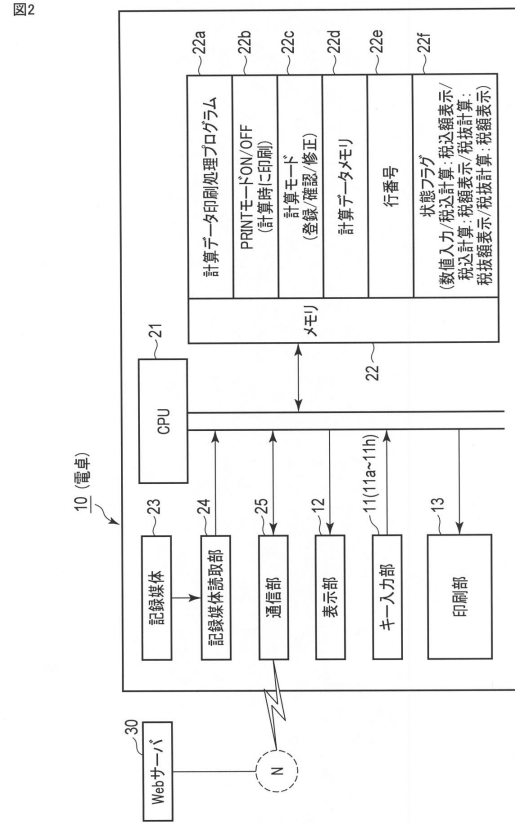 図2
10 (電卓)
30
Webサーバ
N
23
記録媒体
24
記録媒体読取部
25
通信部
12
表示部
11(11a~11h)
キー入力部
13
印刷部
21
CPU
メモリ
22
計算データ印刷処理プログラム
22a
PRINTモードON/OFF
(計算時に印刷)
22b
計算モード
(登録/確認/修正)
22c
計算データメモリ
22d
行番号
22e
状態フラグ
(数値入力/税込計算:税込額表示/
税込計算:税額表示/税抜計算:
税抜額表示/税抜計算:税額表示)
22f